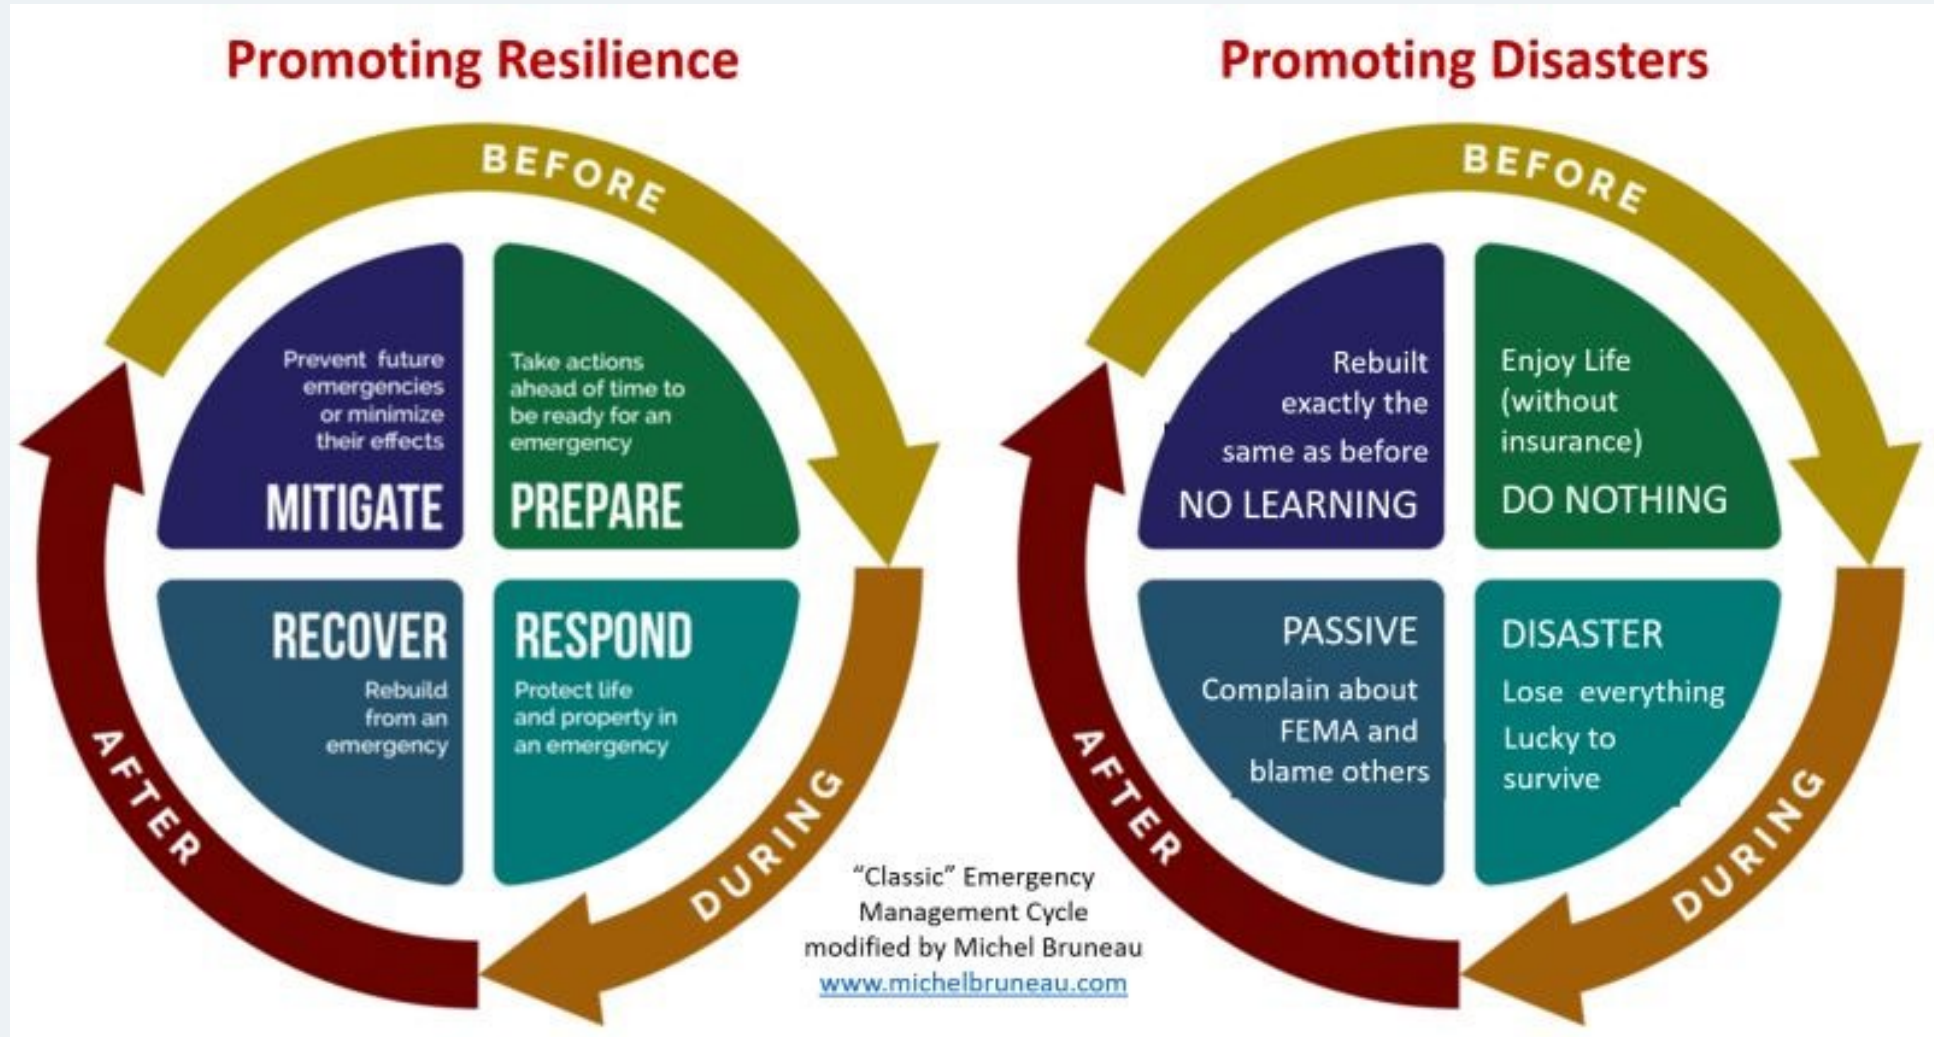 Promoting Resilience
BEFORE
Prevent future
emergencies
or minimize
their effects
MITIGATE
Take actions
ahead of time to
be ready for an
emergency
PREPARE
RECOVER
Rebuild
from an
emergency
RESPOND
Protect life
and property in
an emergency
AFTER
DURING
Promoting Disasters
BEFORE
Rebuilt
exactly the
same as before
NO LEARNING
Enjoy Life
(without
insurance)
DO NOTHING
PASSIVE
Complain about
FEMA and
blame others
DISASTER
Lose everything
Lucky to
survive
AFTER
DURING
"Classic" Emergency
Management Cycle
modified by Michel Bruneau
www.michelbruneau.com